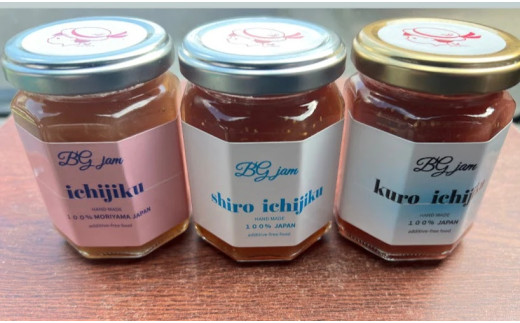 BG jam
ichijiku
HAND MADE
100% MORIYAMA JAPAN
additive free food
BG jam
shiro ichijiku
HAND MADE
100% JAPAN
additive free food
BG jam
kuro ichijiku
HAND MADE
100% JAPAN
additive free food